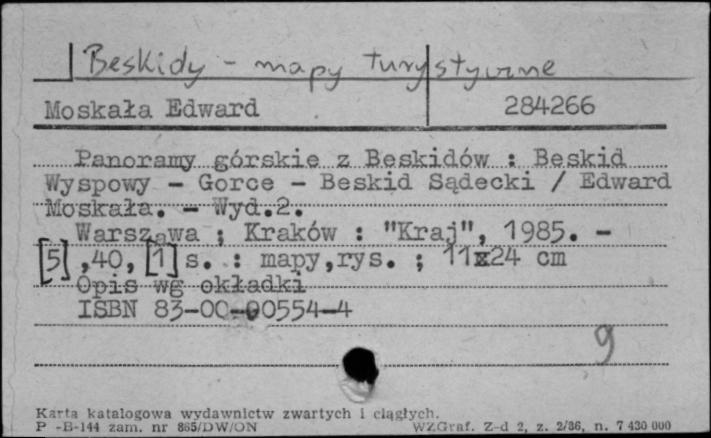 Beskidy - mapy turystyczne
Moskała Edward 284266
Panoramy górskie z Beskidów : Beskid
Wyspowy - Gorce - Beskid Sądecki / Edward
Moskała. - Wyd.2.
Warszawa ; Kraków : "Kraj", 1985. -
[5],40,[1] s. : mapy,rys. ; 11x24 cm
Opis wg okładki
ISBN 83-00-00554-4
9
Karta katalogowa wydawnictw zwartych i ciągłych.
P -B-144 zam. nr 865/DW/ON WZGraf. Z-d 2, z. 2/86, n. 7 430 000